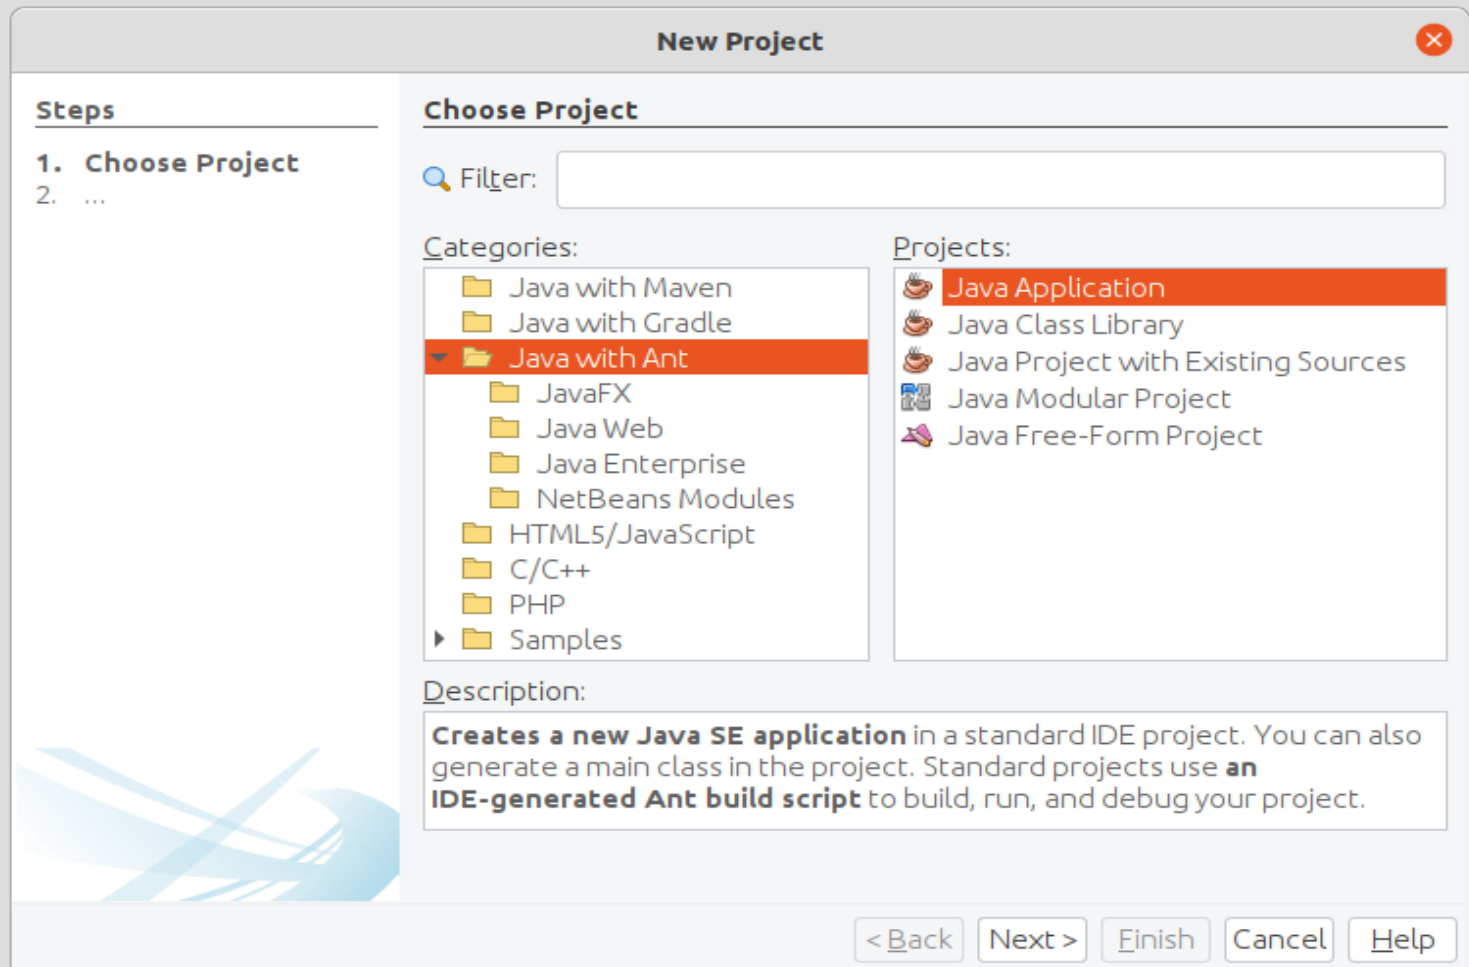 New Project
Steps
1. Choose Project
2. ...
Choose Project
Filter:
Categories:
Java with Maven
Java with Gradle
Java with Ant
JavaFX
Java Web
Java Enterprise
NetBeans Modules
HTML5/JavaScript
C/C++
PHP
Samples
Projects:
Java Application
Java Class Library
Java Project with Existing Sources
Java Modular Project
Java Free-Form Project
Description:
Creates a new Java SE application in a standard IDE project. You can also
generate a main class in the project. Standard projects use an
IDE-generated Ant build script to build, run, and debug your project.
< Back Next > Finish Cancel Help